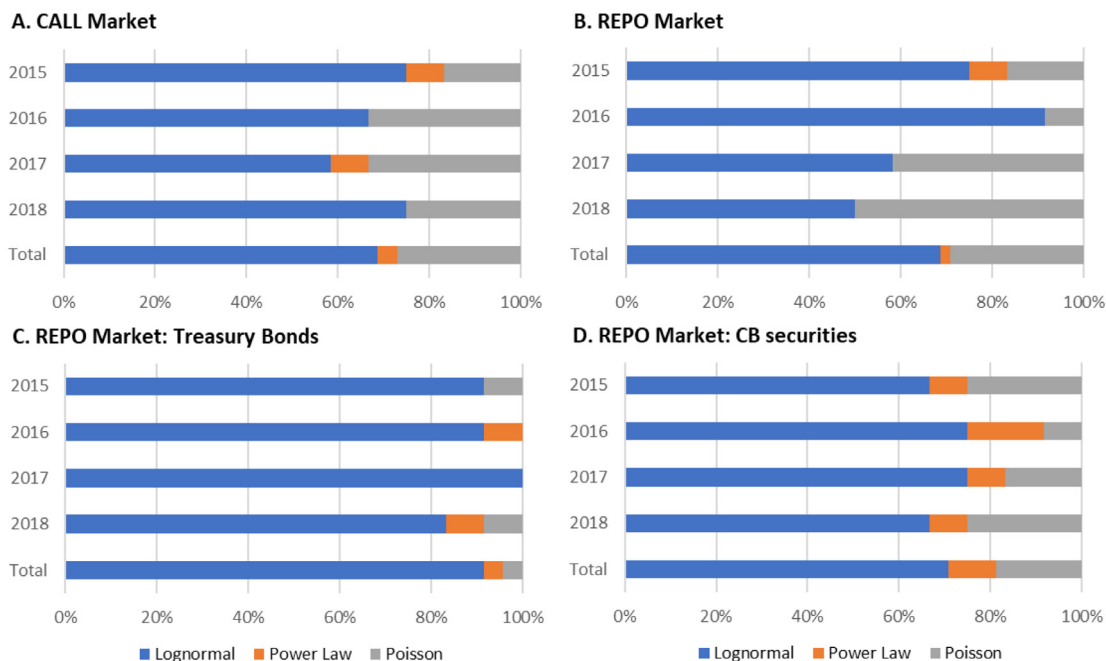 A. CALL Market
2015
2016
2017
2018
Total
0% 20% 40% 60% 80% 100%
B. REPO Market
2015
2016
2017
2018
Total
0% 20% 40% 60% 80% 100%
C. REPO Market: Treasury Bonds
2015
2016
2017
2018
Total
0% 20% 40% 60% 80% 100%
Lognormal Power Law Poisson
D. REPO Market: CB securities
2015
2016
2017
2018
Total
0% 20% 40% 60% 80% 100%
Lognormal Power Law Poisson